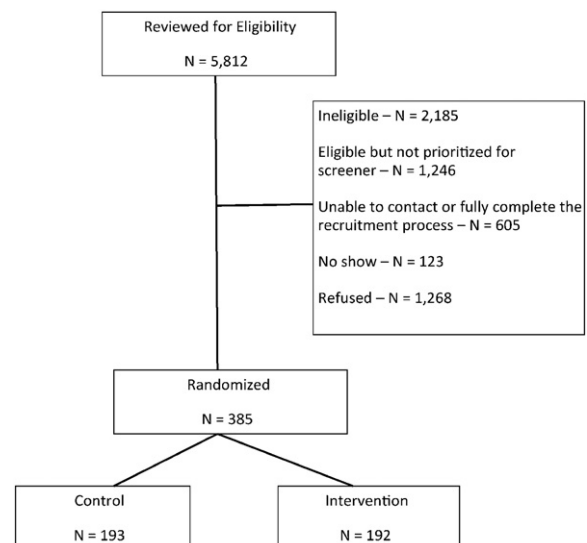 Reviewed for Eligibility
N = 5,812
Ineligible – N = 2,185
Eligible but not prioritized for
screener – N = 1,246
Unable to contact or fully complete the
recruitment process – N = 605
No show – N = 123
Refused – N = 1,268
Randomized
N = 385
Control
N = 193
Intervention
N = 192